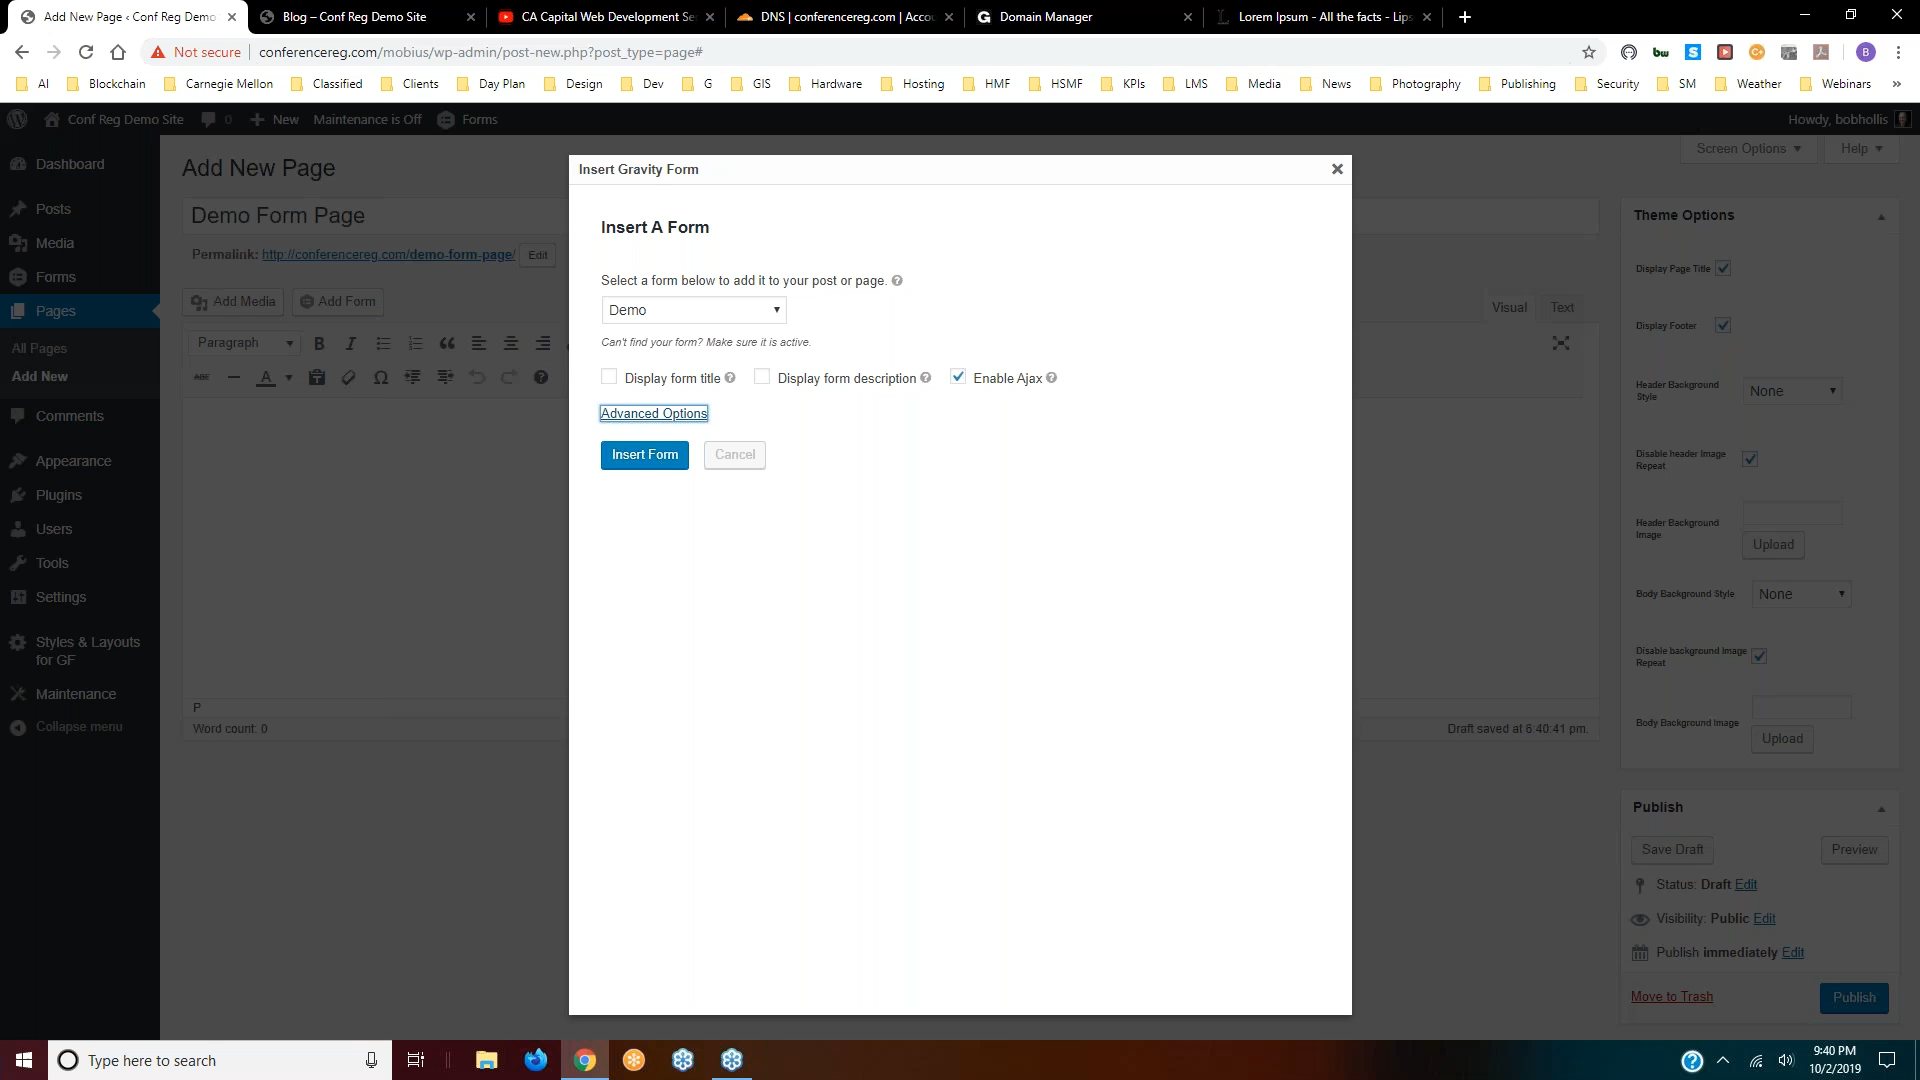 Add New Page ‹ Conf Reg Demo
Blog – Conf Reg Demo Site
CA Capital Web Development Se
DNS | conferencereg.com | Accou
Domain Manager
Lorem Ipsum - All the facts - Lips
Not secure
conferencereg.com/mobius/wp-admin/post-new.php?post_type=page#
AI
Blockchain
Carnegie Mellon
Classified
Clients
Day Plan
Design
Dev
G
GIS
Hardware
Hosting
HMF
HSMF
KPIs
LMS
Media
News
Photography
Publishing
Security
SM
Weather
Webinars
»
Conf Reg Demo Site
0
New
Maintenance is Off
Forms
Howdy, bobhollis
Dashboard
Posts
Media
Forms
Pages
All Pages
Add New
Comments
Appearance
Plugins
Users
Tools
Settings
Styles & Layouts
for GF
Maintenance
Collapse menu
Add New Page
Screen Options
Help
Demo Form Page
Permalink: http://conferencereg.com/demo-form-page/ Edit
Add Media
Add Form
Visual
Text
Paragraph
P
Word count: 0
Draft saved at 6:40:41 pm.
Insert Gravity Form
Insert A Form
Select a form below to add it to your post or page.
Demo
Can't find your form? Make sure it is active.
Display form title
Display form description
Enable Ajax
Advanced Options
Insert Form
Cancel
Theme Options
Display Page Title
Display Footer
Header Background
Style
None
Disable header Image
Repeat
Header Background
Image
Upload
Body Background Style
None
Disable background Image
Repeat
Body Background Image
Upload
Publish
Save Draft
Preview
Status: Draft Edit
Visibility: Public Edit
Publish immediately Edit
Move to Trash
Publish
Type here to search
9:40 PM
10/2/2019